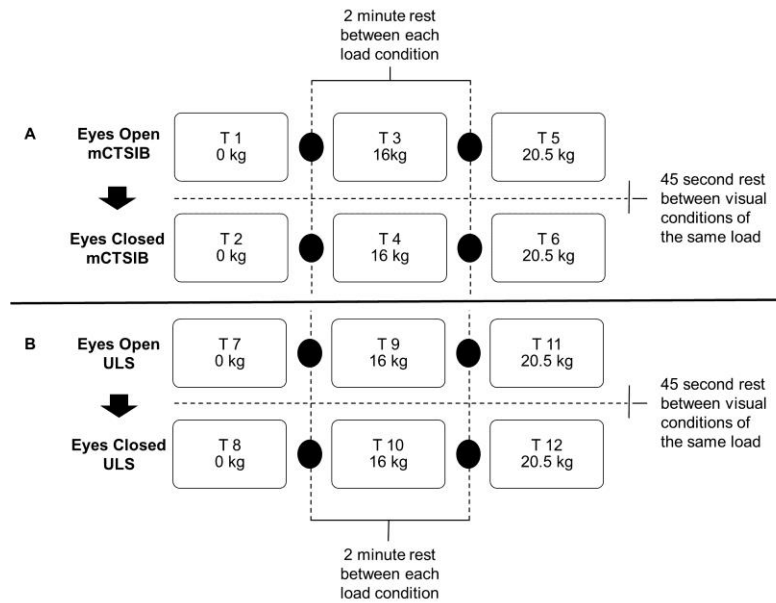 2 minute rest
between each
load condition
A
Eyes Open
mCTSIB
T 1
0 kg
T 3
16kg
T 5
20.5 kg
45 second rest
between visual
conditions of
the same load
Eyes Closed
mCTSIB
T 2
0 kg
T 4
16 kg
T 6
20.5 kg
B
Eyes Open
ULS
T 7
0 kg
T 9
16 kg
T 11
20.5 kg
45 second rest
between visual
conditions of
the same load
Eyes Closed
ULS
T 8
0 kg
T 10
16 kg
T 12
20.5 kg
2 minute rest
between each
load condition